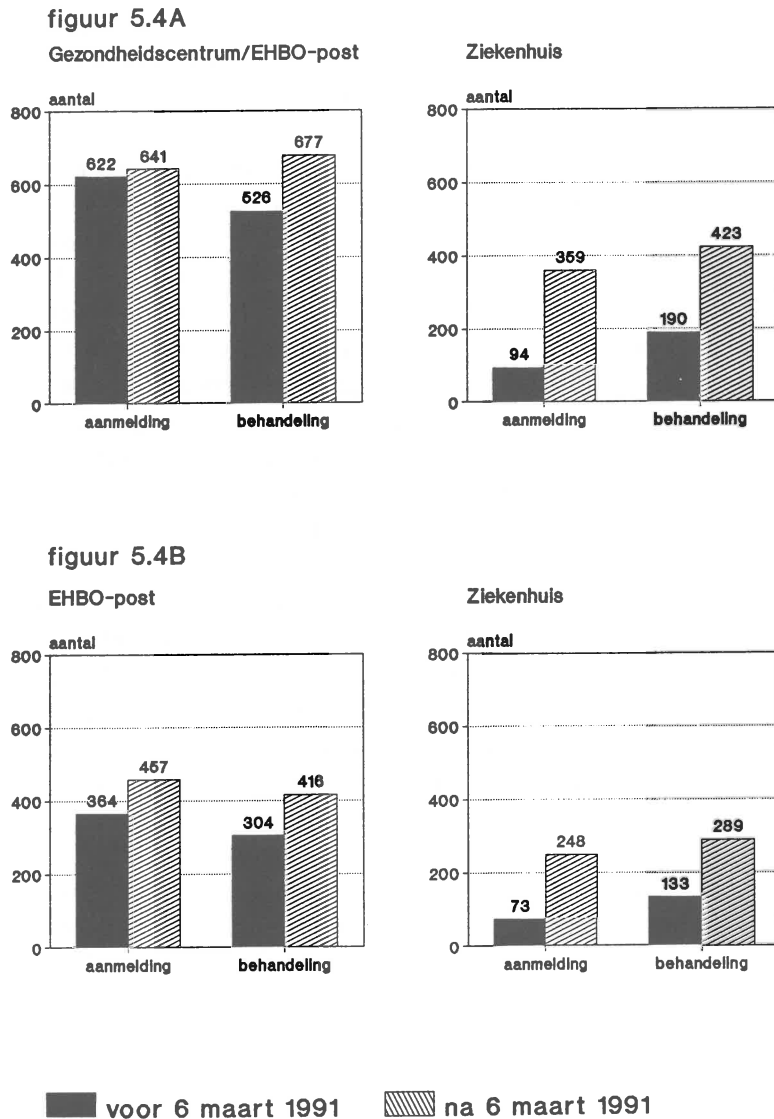 figuur 5.4A
Gezondheidscentrum/EHBO-post
aantal
800
600
400
200
0
622
641
526
677
aanmelding
behandeling
Ziekenhuis
aantal
800
600
400
200
0
94
359
190
423
aanmelding
behandeling
figuur 5.4B
EHBO-post
aantal
800
600
400
200
0
364
457
304
416
aanmelding
behandeling
Ziekenhuis
aantal
800
600
400
200
0
73
248
133
289
aanmelding
behandeling
voor 6 maart 1991
na 6 maart 1991